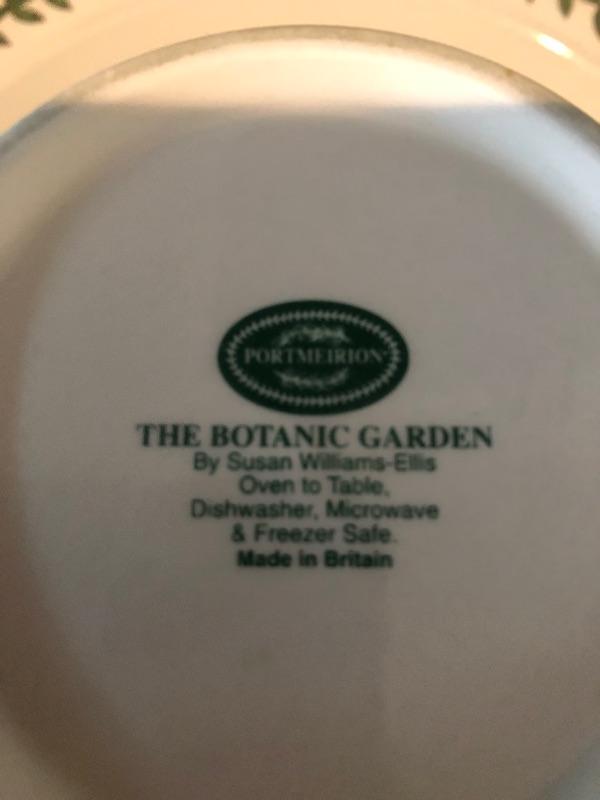 PORTMEIRION
THE BOTANIC GARDEN
By Susan Williams-Ellis
Oven to Table,
Dishwasher, Microwave
& Freezer Safe.
Made in Britain